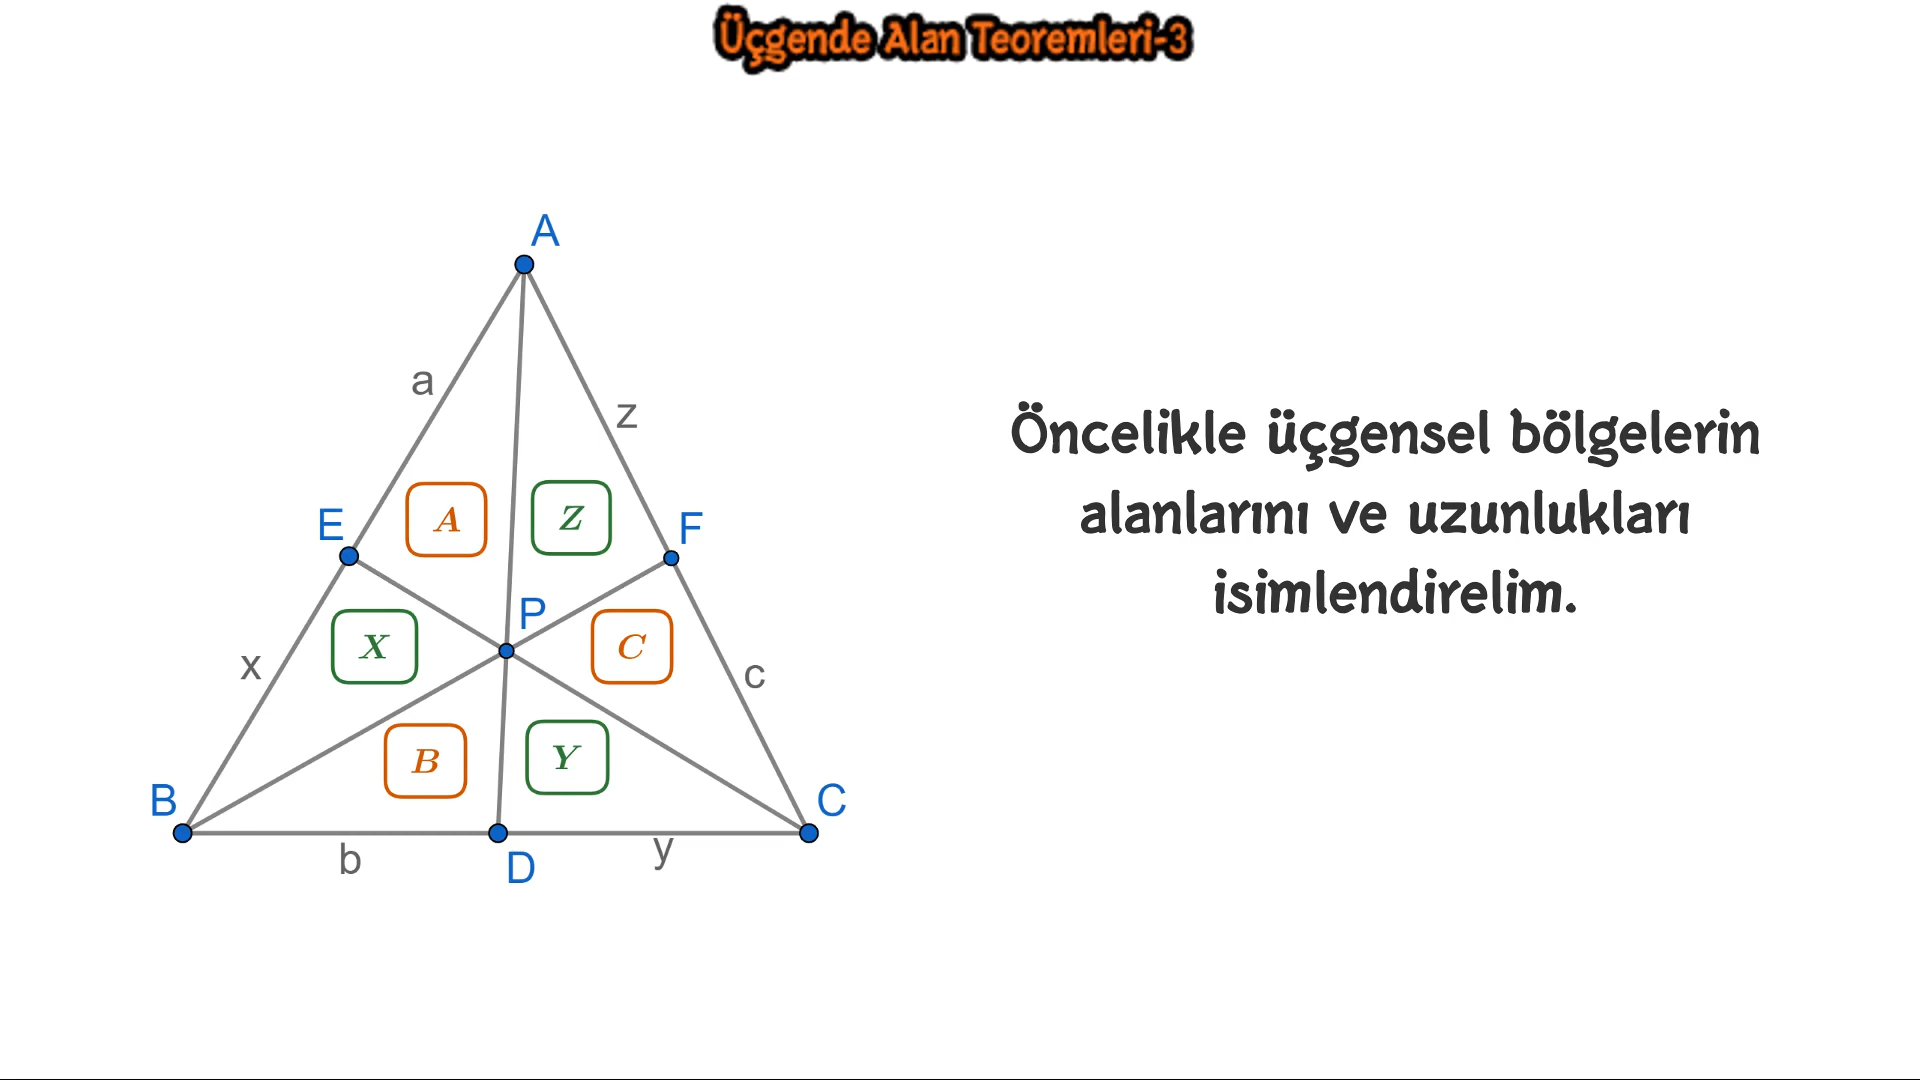 Üçgende Alan Teoremleri-3
A
a
z
E
A
Z
F
P
X
C
x
c
B
Y
B
C
b
D
y
Öncelikle üçgensel bölgelerin
alanlarını ve uzunlukları
isimlendirelim.